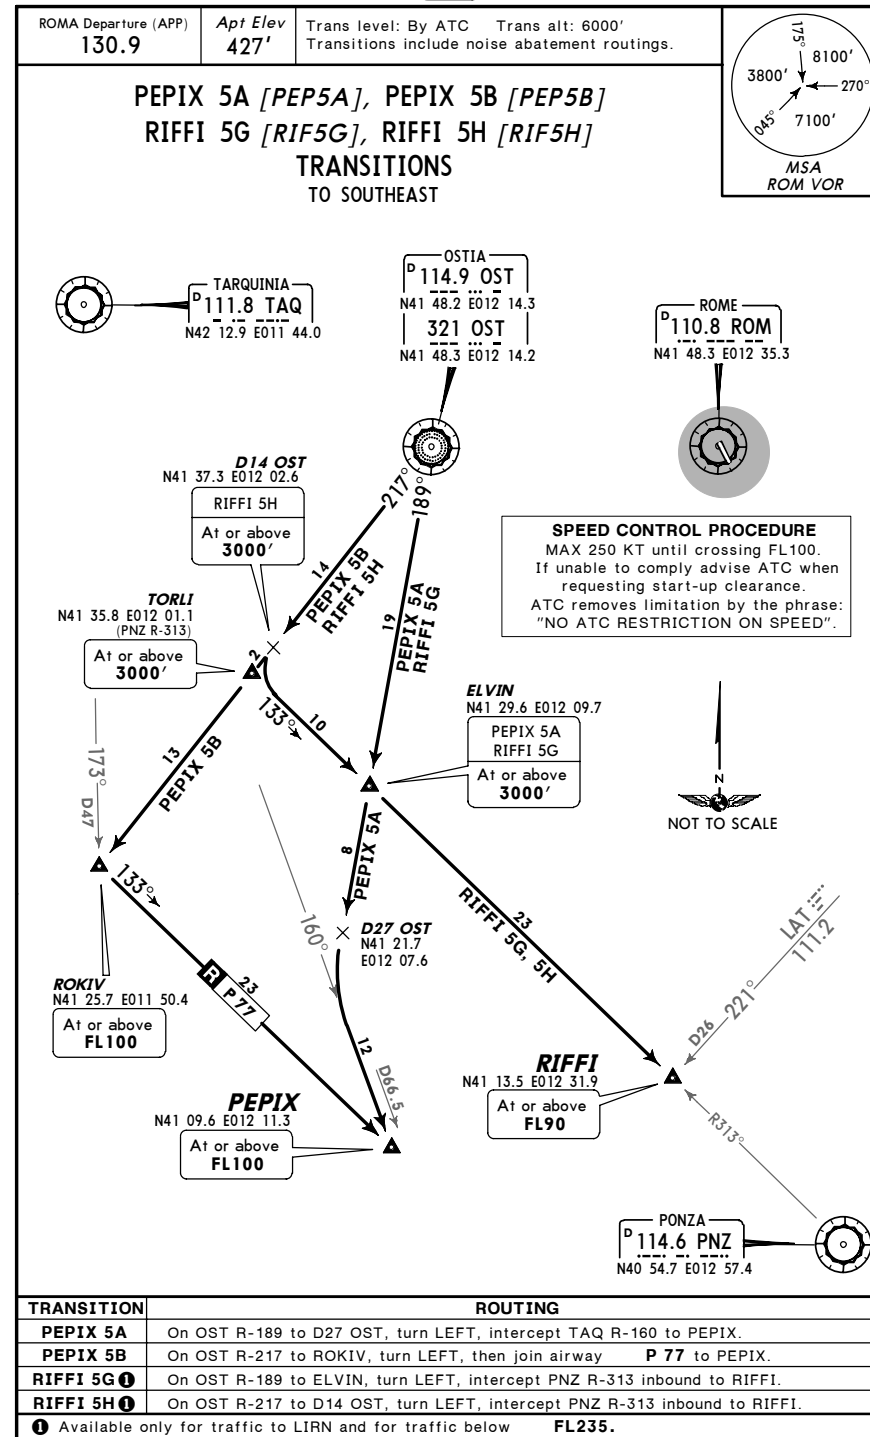 ROMA Departure (APP)
130.9
Apt Elev
427'
Trans level: By ATC Trans alt: 6000'
Transitions include noise abatement routings.
175°
8100'
3800'
270°
045°
7100'
MSA
ROM VOR
PEPIX 5A [PEP5A], PEPIX 5B [PEP5B]
RIFFI 5G [RIF5G], RIFFI 5H [RIF5H]
TRANSITIONS
TO SOUTHEAST
TARQUINIA
D 111.8 TAQ
N42 12.9 E011 44.0
OSTIA
D 114.9 OST
N41 48.2 E012 14.3
321 OST
N41 48.3 E012 14.2
ROME
D 110.8 ROM
N41 48.3 E012 35.3
D14 OST
N41 37.3 E012 02.6
RIFFI 5H
At or above
3000'
217°
189°
14
PEPIX 5B
RIFFI 5H
19
PEPIX 5A
RIFFI 5G
SPEED CONTROL PROCEDURE
MAX 250 KT until crossing FL100.
If unable to comply advise ATC when
requesting start-up clearance.
ATC removes limitation by the phrase:
"NO ATC RESTRICTION ON SPEED".
TORLI
N41 35.8 E012 01.1
(PNZ R-313)
At or above
3000'
2
133°
10
ELVIN
N41 29.6 E012 09.7
PEPIX 5A
RIFFI 5G
At or above
3000'
13
PEPIX 5B
173°
D47
N
NOT TO SCALE
8
PEPIX 5A
133°
23
RIFFI 5G, 5H
160°
D27 OST
N41 21.7
E012 07.6
LAT
111.2
221°
D26
ROKIV
N41 25.7 E011 50.4
At or above
FL100
R
23
P 77
12
D66.5
RIFFI
N41 13.5 E012 31.9
At or above
FL90
PEPIX
N41 09.6 E012 11.3
At or above
FL100
R313°
PONZA
D 114.6 PNZ
N40 54.7 E012 57.4
TRANSITION ROUTING
PEPIX 5A On OST R-189 to D27 OST, turn LEFT, intercept TAQ R-160 to PEPIX.
PEPIX 5B On OST R-217 to ROKIV, turn LEFT, then join airway P 77 to PEPIX.
RIFFI 5G ❶ On OST R-189 to ELVIN, turn LEFT, intercept PNZ R-313 inbound to RIFFI.
RIFFI 5H ❶ On OST R-217 to D14 OST, turn LEFT, intercept PNZ R-313 inbound to RIFFI.
❶ Available only for traffic to LIRN and for traffic below FL235.